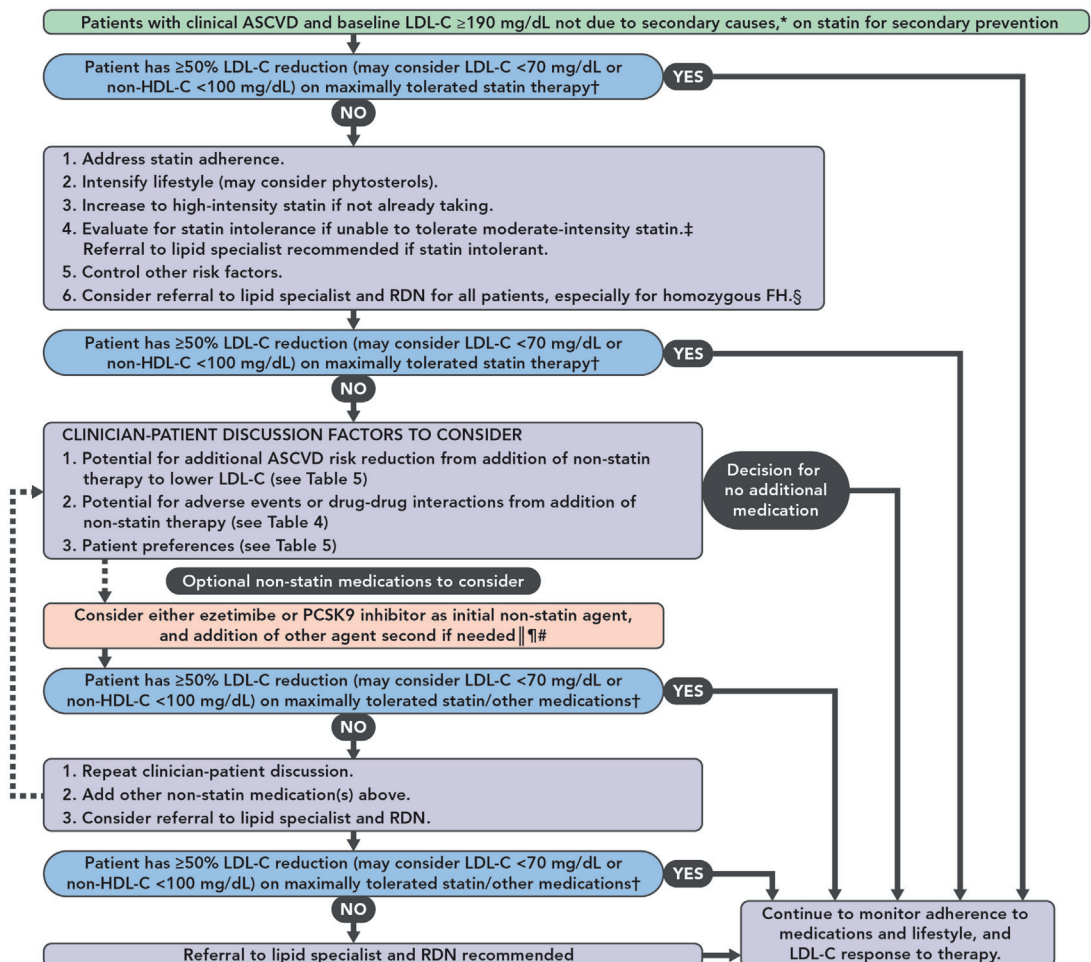 Patients with clinical ASCVD and baseline LDL-C ≥190 mg/dL not due to secondary causes,* on statin for secondary prevention
Patient has ≥50% LDL-C reduction (may consider LDL-C <70 mg/dL or
non-HDL-C <100 mg/dL) on maximally tolerated statin therapy†
YES
NO
1. Address statin adherence.
2. Intensify lifestyle (may consider phytosterols).
3. Increase to high-intensity statin if not already taking.
4. Evaluate for statin intolerance if unable to tolerate moderate-intensity statin.‡
Referral to lipid specialist recommended if statin intolerant.
5. Control other risk factors.
6. Consider referral to lipid specialist and RDN for all patients, especially for homozygous FH.§
Patient has ≥50% LDL-C reduction (may consider LDL-C <70 mg/dL or
non-HDL-C <100 mg/dL) on maximally tolerated statin therapy†
YES
NO
CLINICIAN-PATIENT DISCUSSION FACTORS TO CONSIDER
1. Potential for additional ASCVD risk reduction from addition of non-statin
therapy to lower LDL-C (see Table 5)
2. Potential for adverse events or drug-drug interactions from addition of
non-statin therapy (see Table 4)
3. Patient preferences (see Table 5)
Decision for
no additional
medication
Optional non-statin medications to consider
Consider either ezetimibe or PCSK9 inhibitor as initial non-statin agent,
and addition of other agent second if needed‖¶#
Patient has ≥50% LDL-C reduction (may consider LDL-C <70 mg/dL or
non-HDL-C <100 mg/dL) on maximally tolerated statin/other medications†
YES
NO
1. Repeat clinician-patient discussion.
2. Add other non-statin medication(s) above.
3. Consider referral to lipid specialist and RDN.
Patient has ≥50% LDL-C reduction (may consider LDL-C <70 mg/dL or
non-HDL-C <100 mg/dL) on maximally tolerated statin/other medications†
YES
NO
Referral to lipid specialist and RDN recommended
Continue to monitor adherence to
medications and lifestyle, and
LDL-C response to therapy.